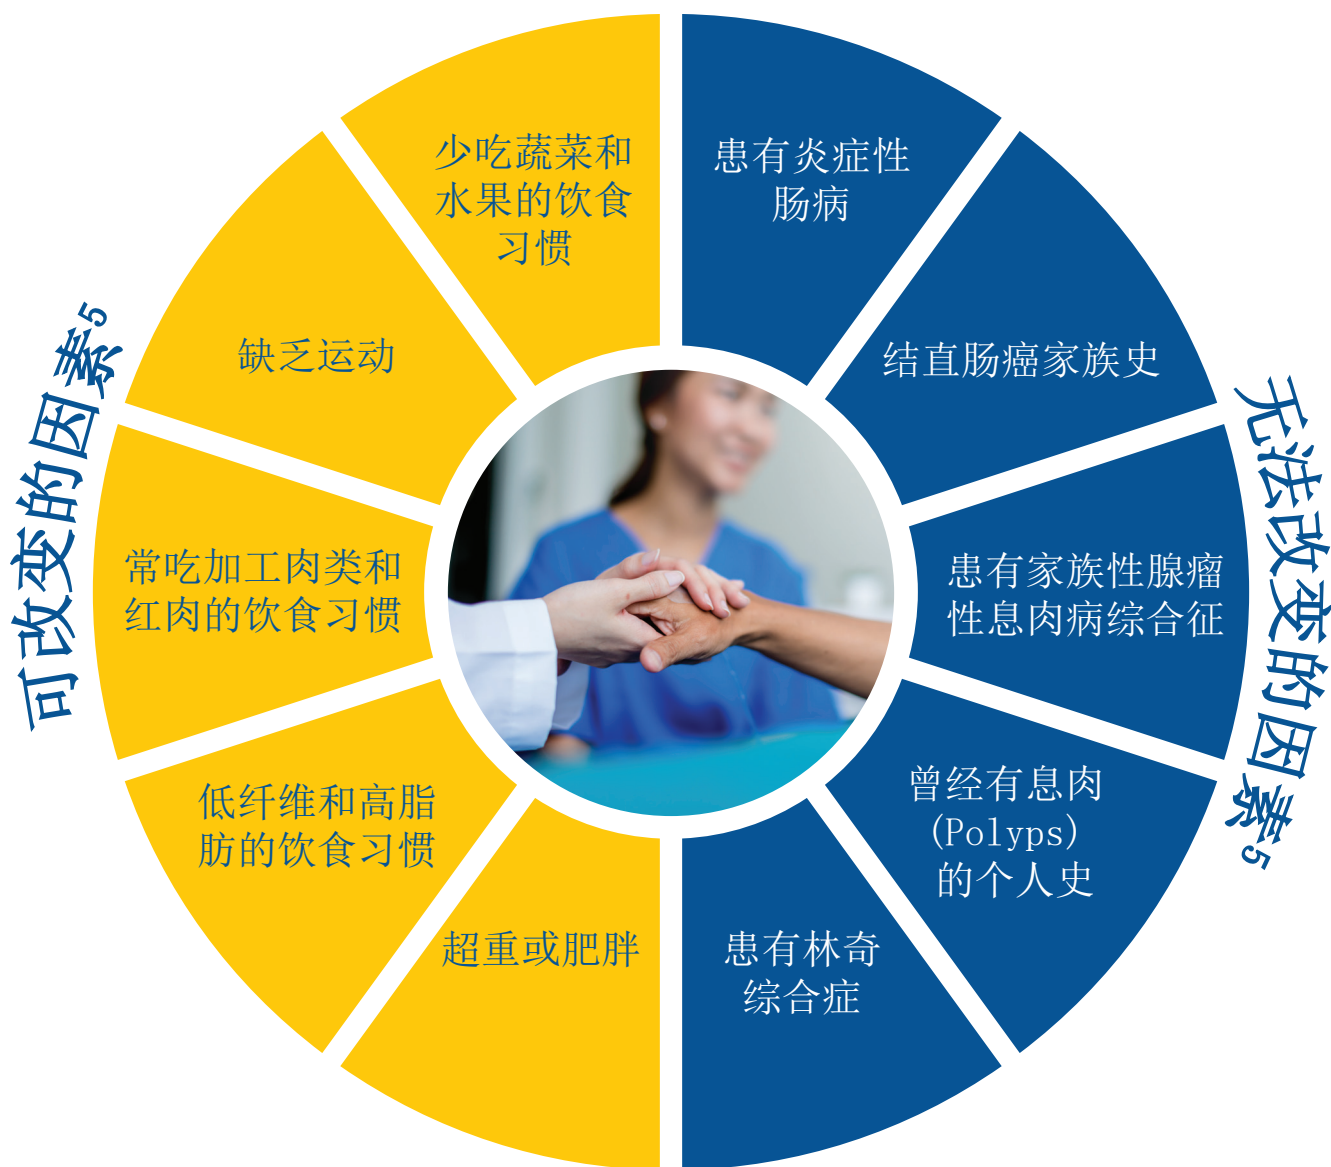 可改变的因素5
少吃蔬菜和
水果的饮食
习惯
缺乏运动
常吃加工肉类和
红肉的饮食习惯
低纤维和高脂
肪的饮食习惯
超重或肥胖
无法改变的因素5
患有炎症性
肠病
结直肠癌家族史
患有家族性腺瘤
性息肉病综合征
曾经有息肉
(Polyps)
的个人史
患有林奇
综合症